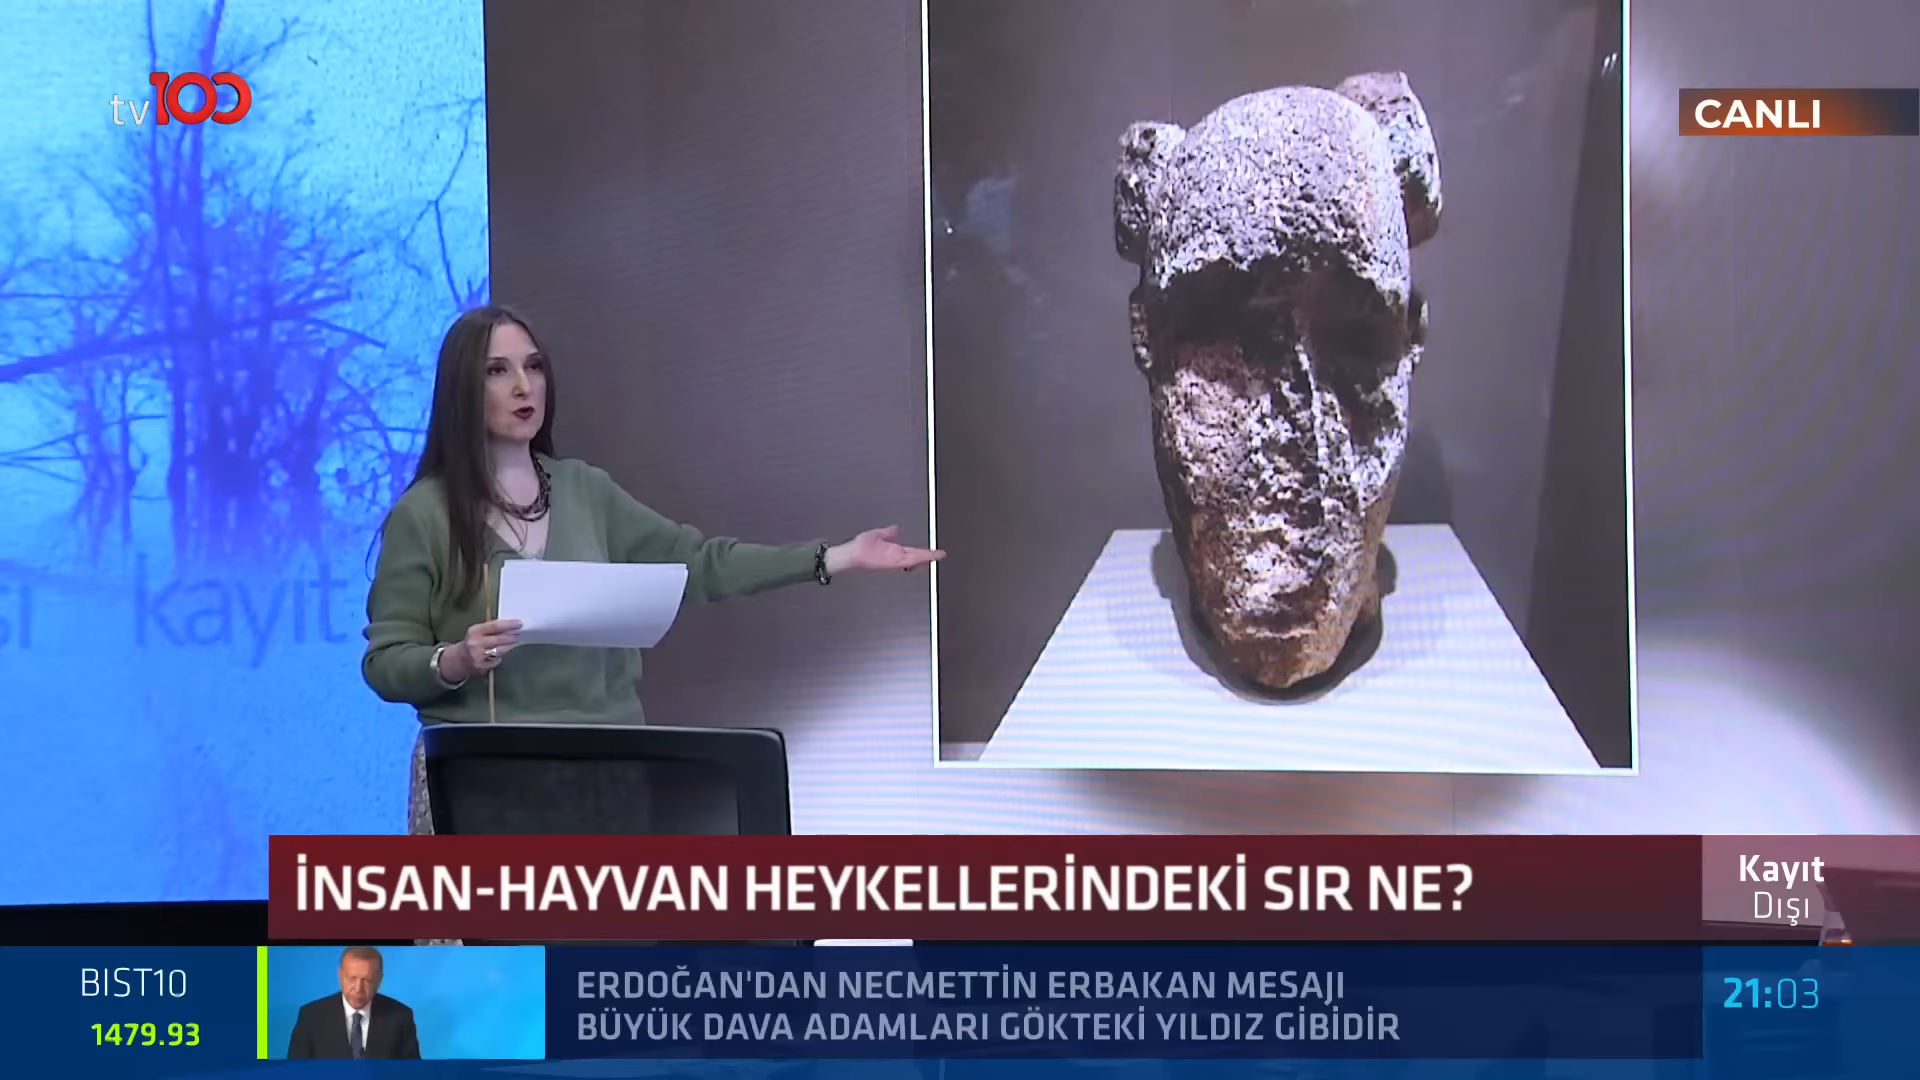 tv100
CANLI
şı kayıt
İNSAN-HAYVAN HEYKELLERİNDEKİ SIR NE?
Kayıt
Dışı
BIST10
1479.93
ERDOĞAN'DAN NECMETTİN ERBAKAN MESAJI
BÜYÜK DAVA ADAMLARI GÖKTEKİ YILDIZ GİBİDİR
21:03